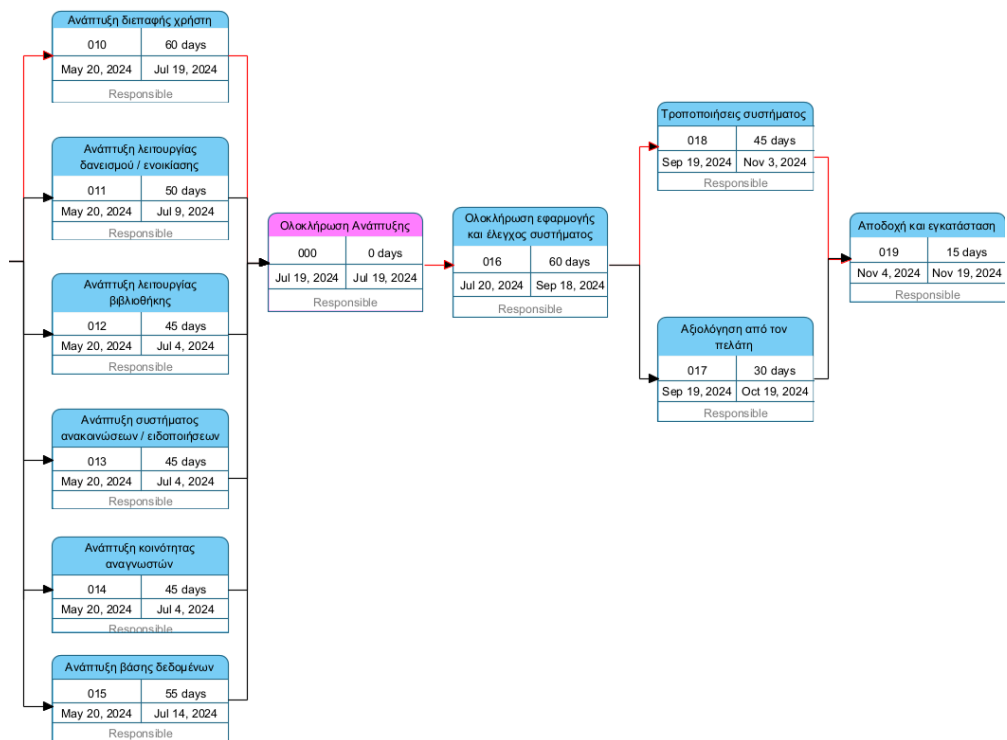 Ανάπτυξη διεπαφής χρήστη
010 60 days
May 20, 2024 Jul 19, 2024
Responsible
Ανάπτυξη λειτουργίας
δανεισμού / ενοικίασης
011 50 days
May 20, 2024 Jul 9, 2024
Responsible
Ανάπτυξη λειτουργίας
βιβλιοθήκης
012 45 days
May 20, 2024 Jul 4, 2024
Responsible
Ανάπτυξη συστήματος
ανακοινώσεων / ειδοποιήσεων
013 45 days
May 20, 2024 Jul 4, 2024
Responsible
Ανάπτυξη κοινότητας
αναγνωστών
014 45 days
May 20, 2024 Jul 4, 2024
Responsible
Ανάπτυξη βάσης δεδομένων
015 55 days
May 20, 2024 Jul 14, 2024
Responsible
Ολοκλήρωση Ανάπτυξης
000 0 days
Jul 19, 2024 Jul 19, 2024
Responsible
Ολοκλήρωση εφαρμογής
και έλεγχος συστήματος
016 60 days
Jul 20, 2024 Sep 18, 2024
Responsible
Τροποποιήσεις συστήματος
018 45 days
Sep 19, 2024 Nov 3, 2024
Responsible
Αξιολόγηση από τον
πελάτη
017 30 days
Sep 19, 2024 Oct 19, 2024
Responsible
Αποδοχή και εγκατάσταση
019 15 days
Nov 4, 2024 Nov 19, 2024
Responsible